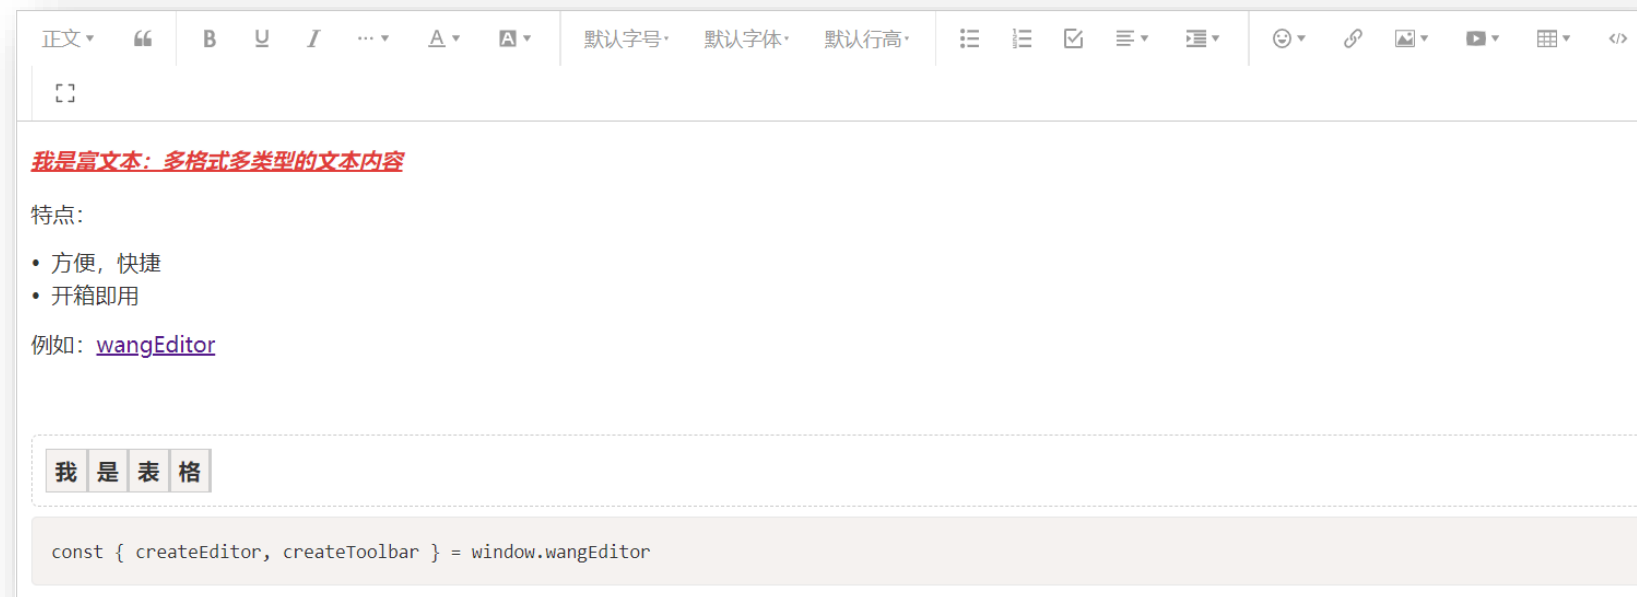 正文 B U I ... A A 默认字号 默认字体 默认行高 </>
我是富文本：多格式多类型的文本内容
特点：
• 方便，快捷
• 开箱即用
例如：wangEditor
我 是 表 格
const { createEditor, createToolbar } = window.wangEditor